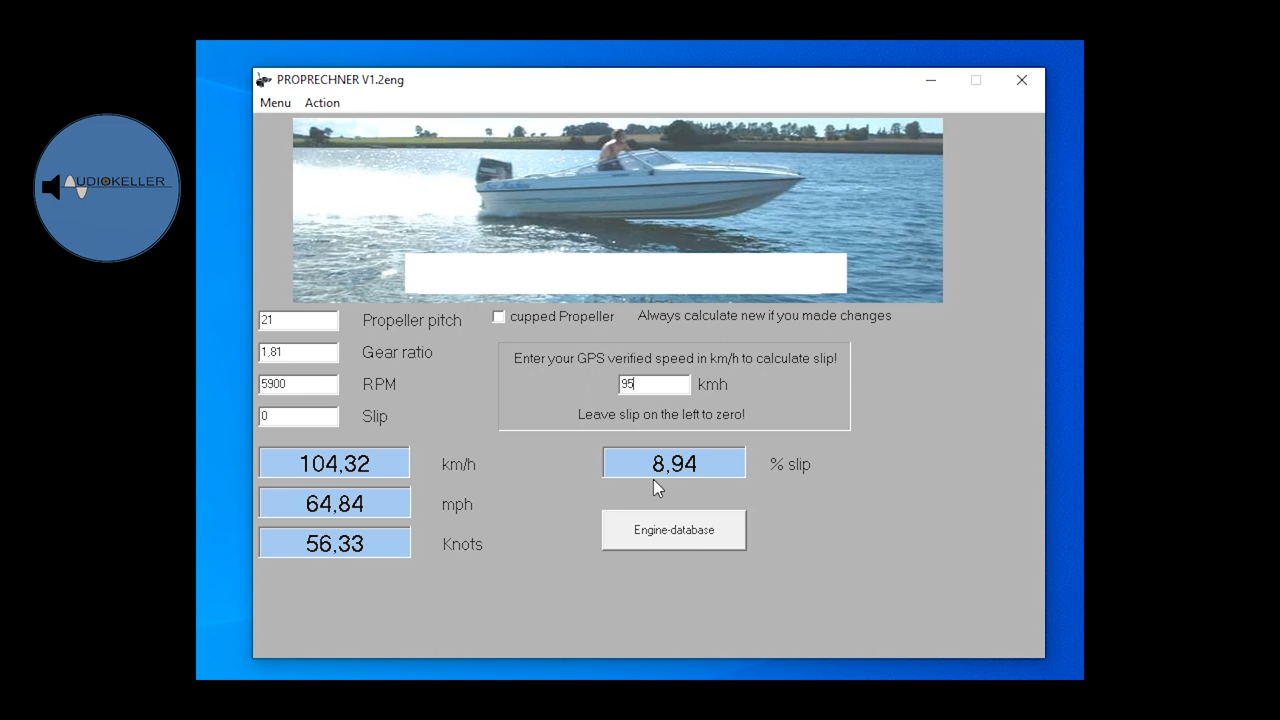 PROPRECHNER V1.2eng
Menu Action
UDIOKELLER
21 Propeller pitch cupped Propeller Always calculate new if you made changes
1,81 Gear ratio Enter your GPS verified speed in km/h to calculate slip!
5900 RPM 95 kmh
0 Slip Leave slip on the left to zero!
104,32 km/h 8,94 % slip
64,84 mph
Engine-database
56,33 Knots